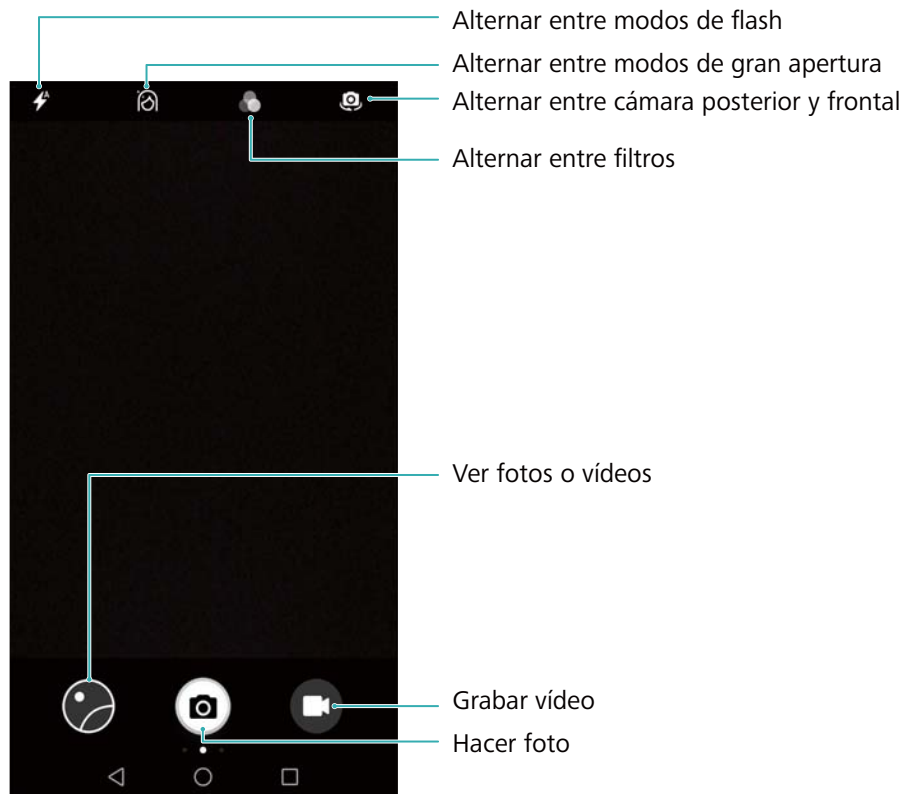 Alternar entre modos de flash
Alternar entre modos de gran apertura
Alternar entre cámara posterior y frontal
Alternar entre filtros
Ver fotos o vídeos
Grabar vídeo
Hacer foto